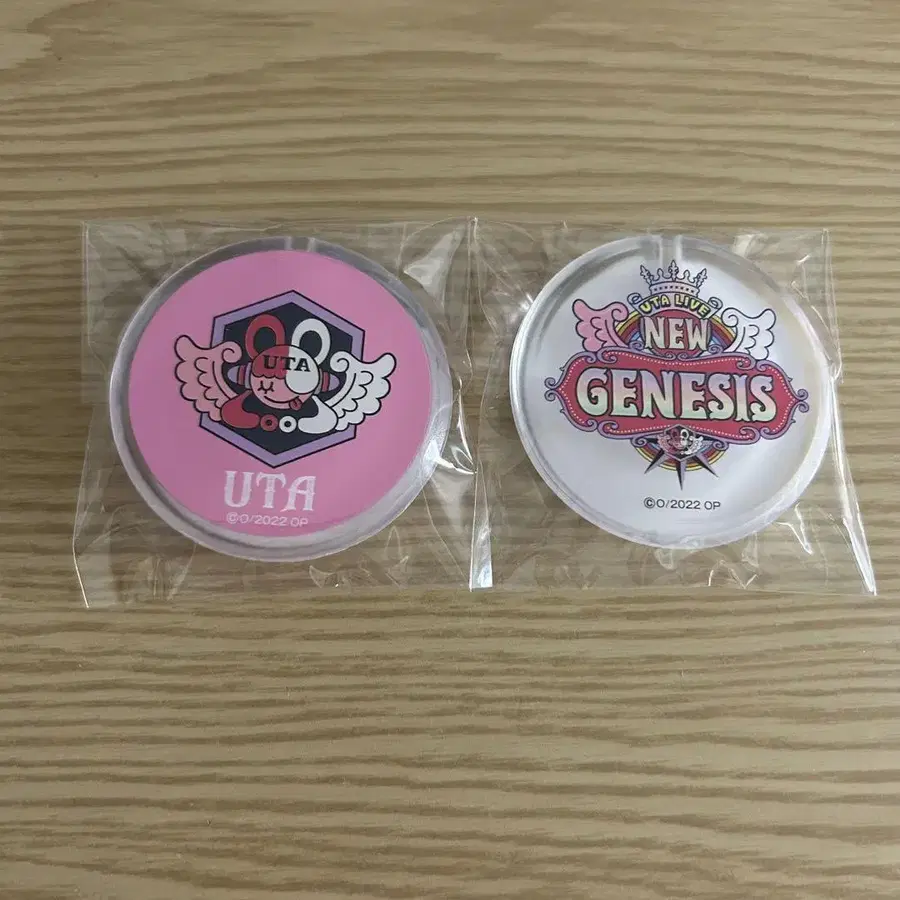 UTA
UTA
©O/2022 OP
UTA LIVE
NEW
GENESIS
©O/2022 OP